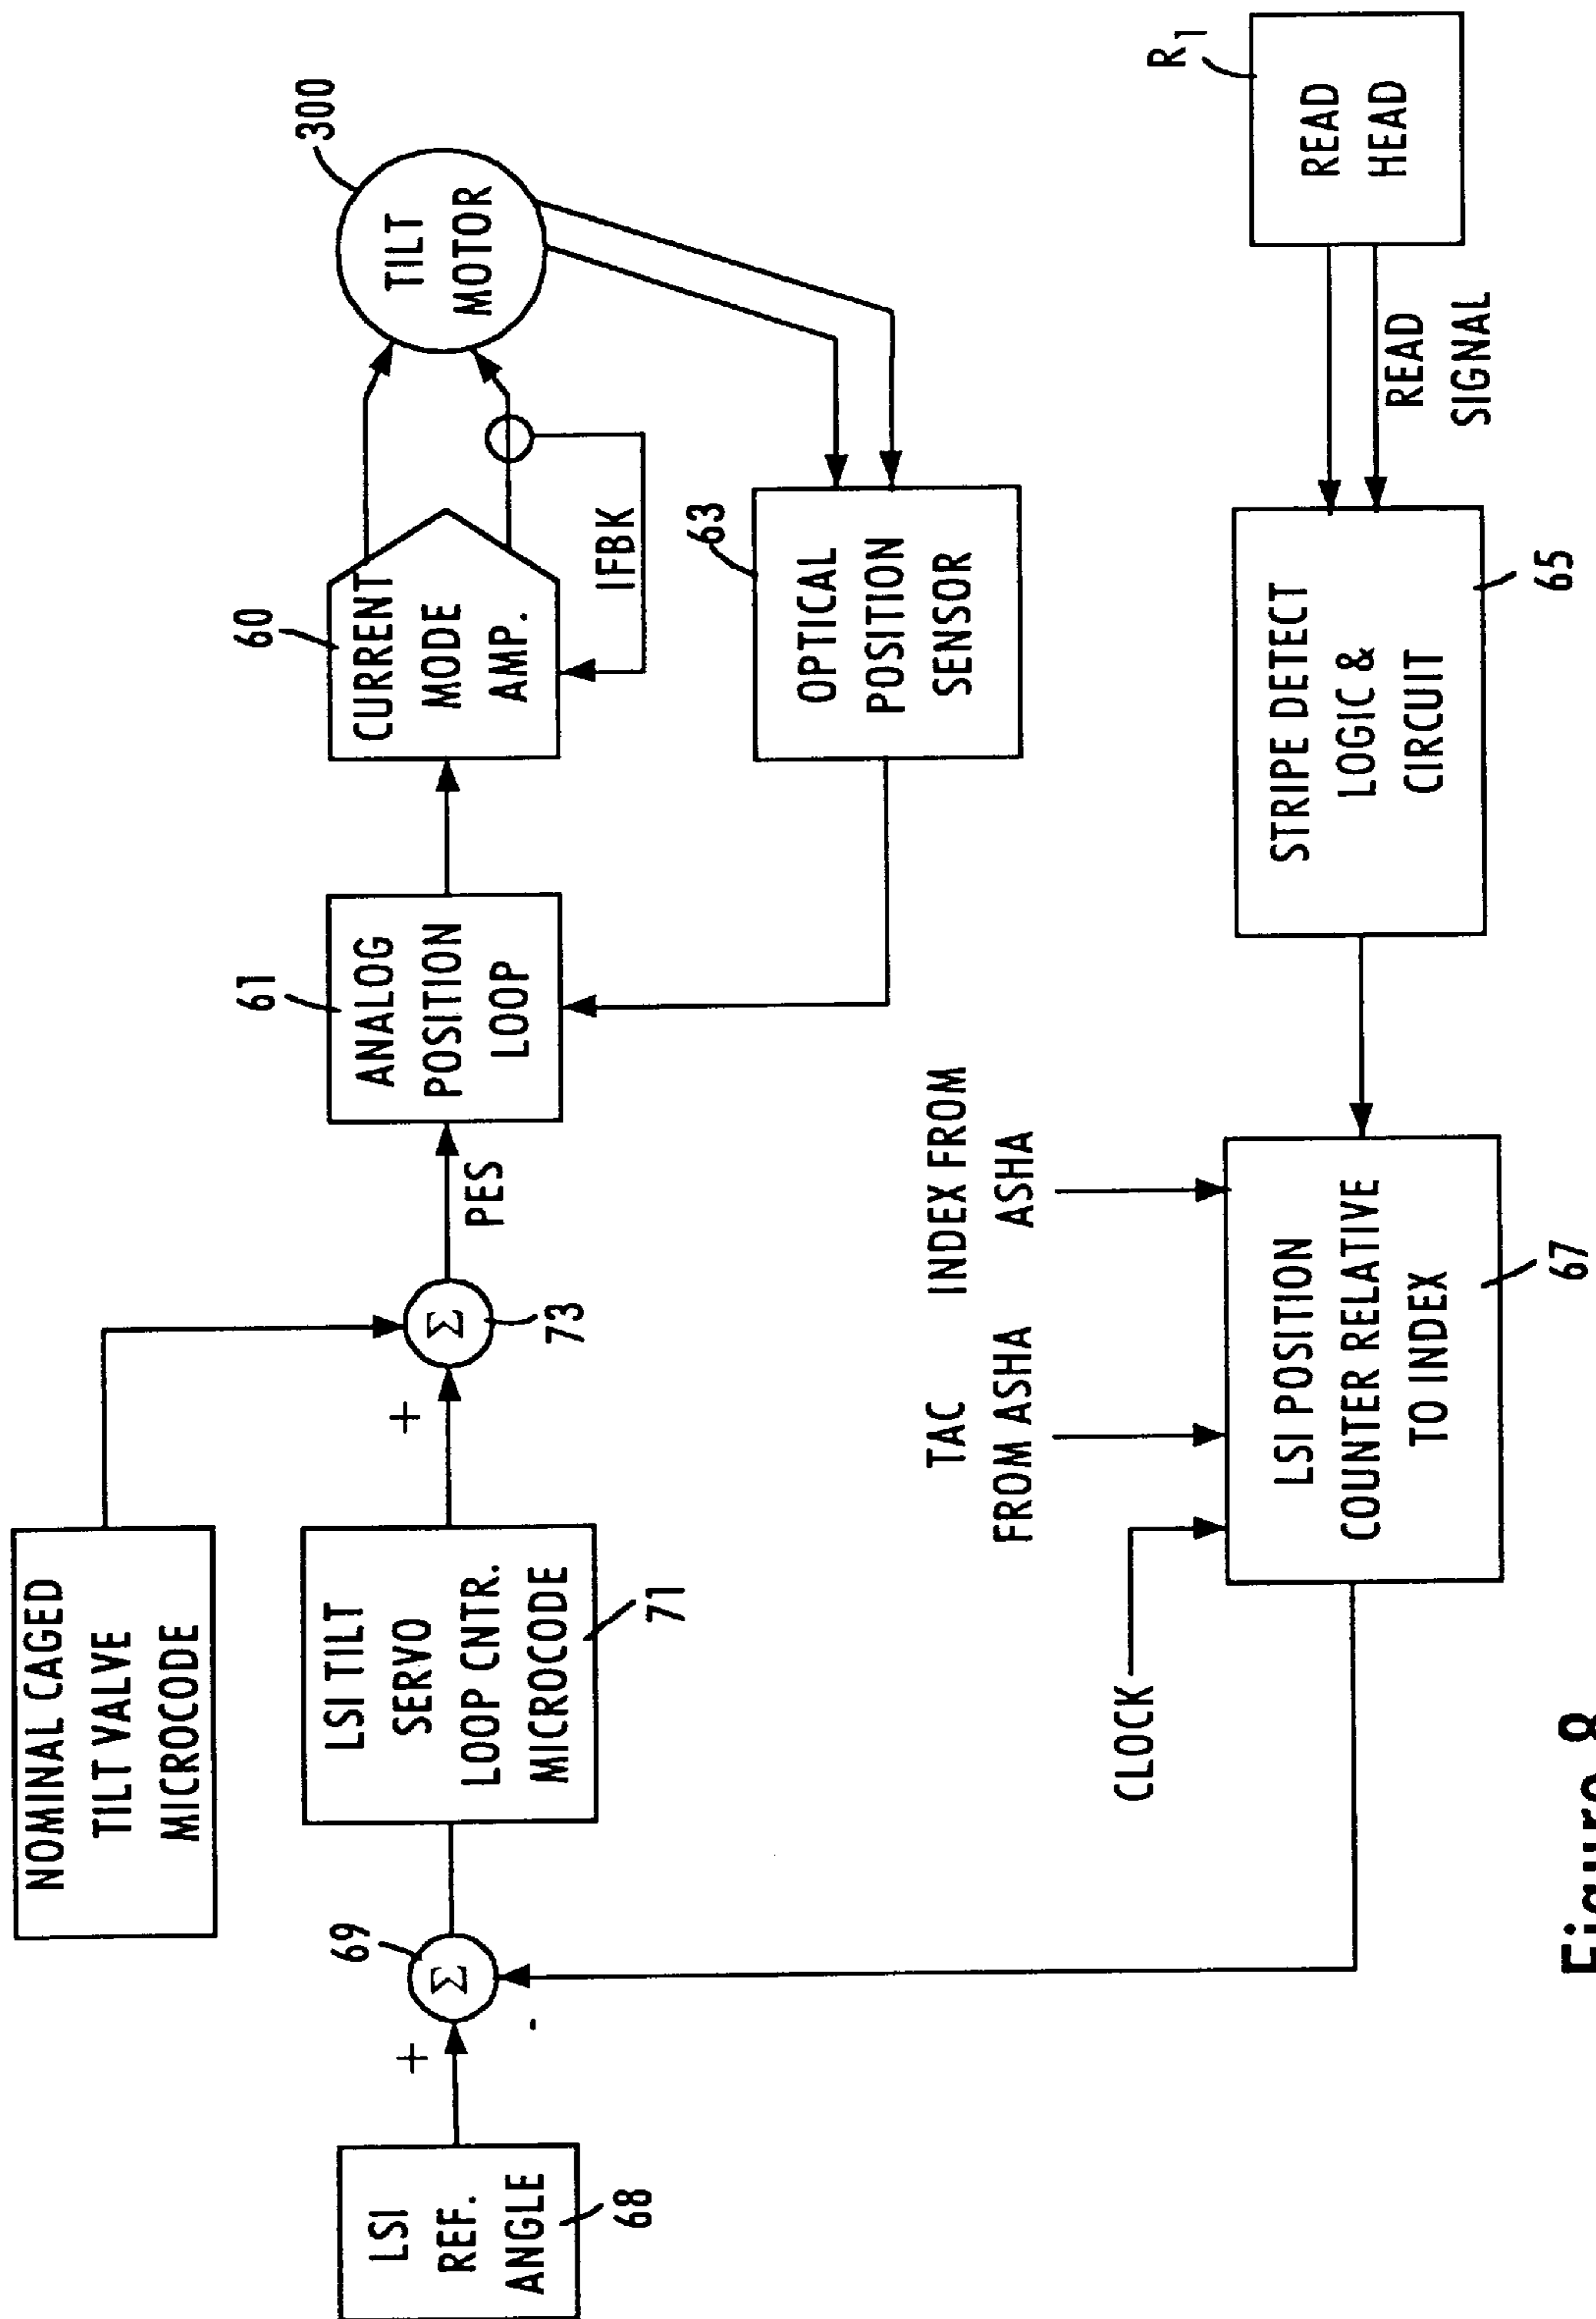 NOMINAL CAGED
TILT VALVE
MICROCODE
LSI
REF.
ANGLE
68
+
-
Σ
69
LSI TILT
SERVO
LOOP CNTR.
MICROCODE
71
+
Σ
73
PES
ANALOG
POSITION
LOOP
61
CURRENT
MODE
AMP.
60
IFBK
TILT
MOTOR
300
OPTICAL
POSITION
SENSOR
63
CLOCK
TAC
FROM ASHA
INDEX FROM
ASHA
LSI POSITION
COUNTER RELATIVE
TO INDEX
67
STRIPE DETECT
LOGIC &
CIRCUIT
65
READ
SIGNAL
READ
HEAD
R1
Figure 8